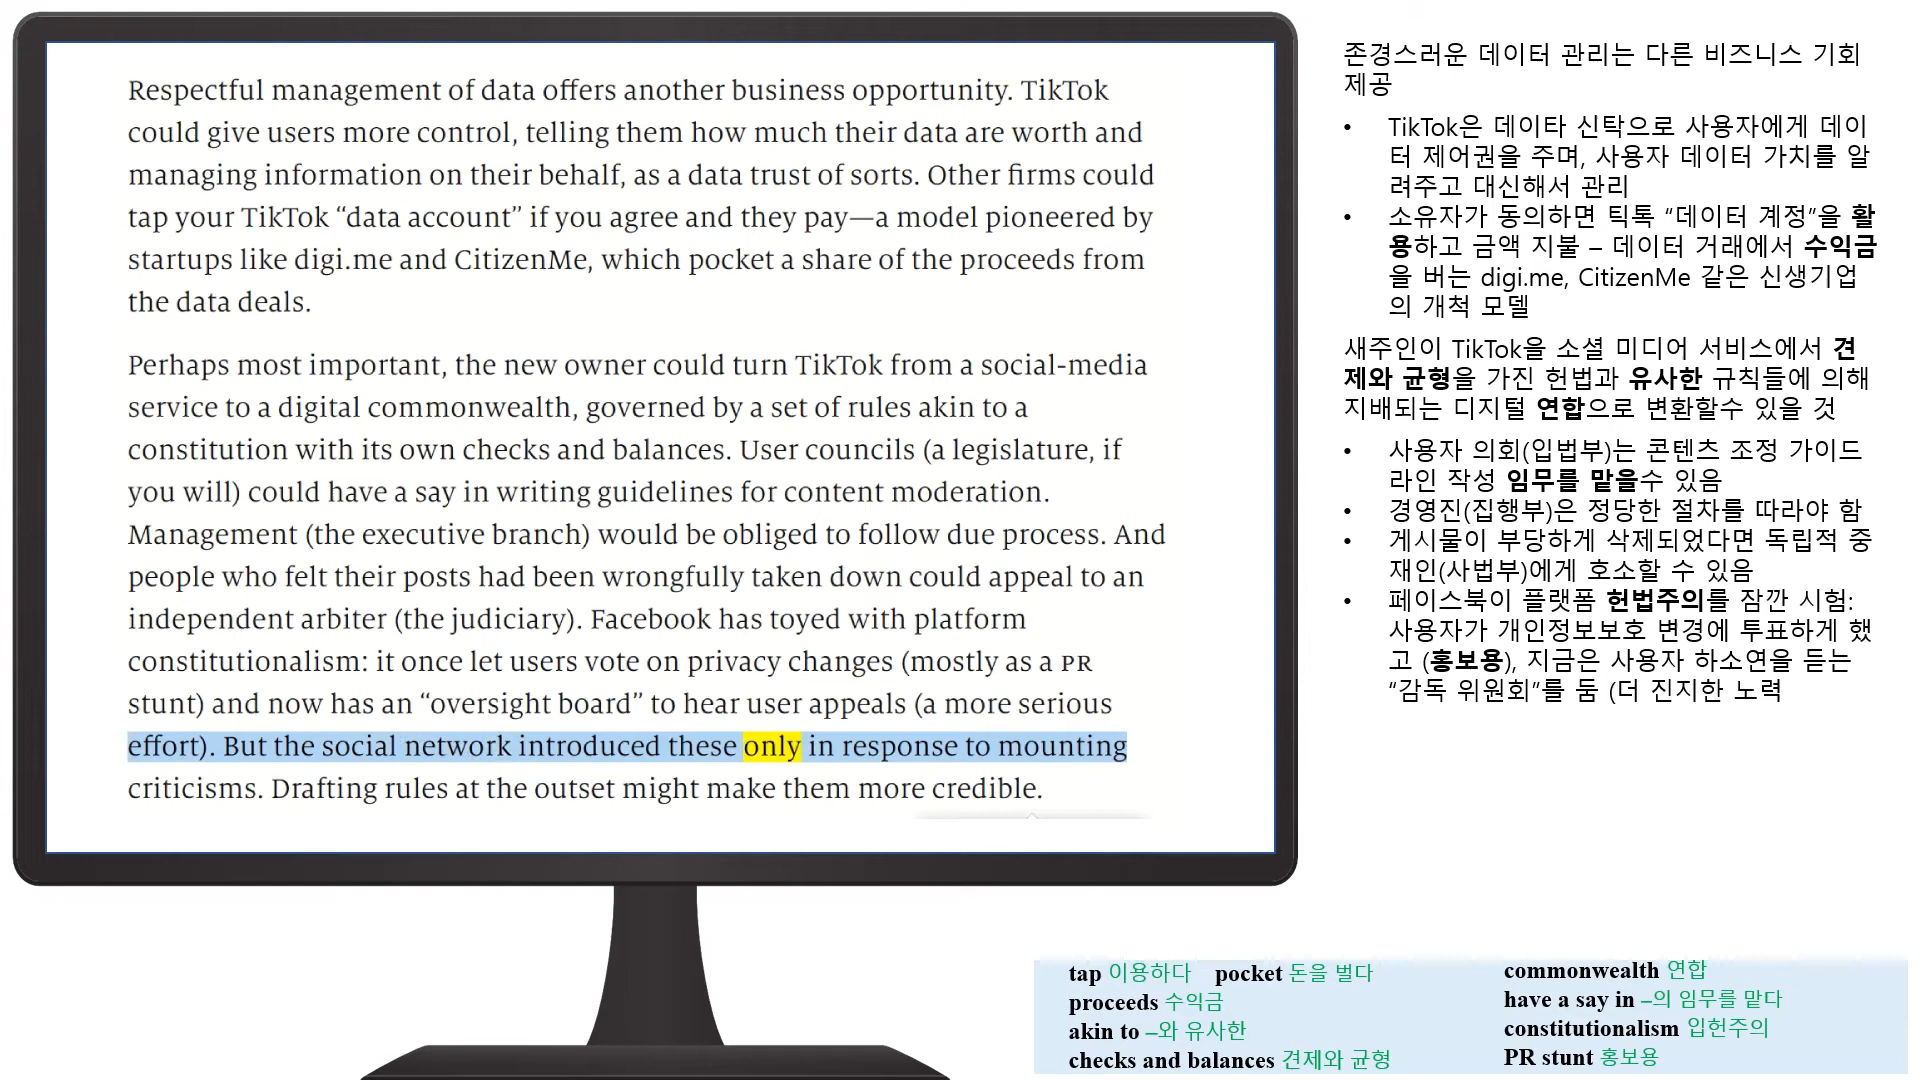 Respectful management of data offers another business opportunity. TikTok
could give users more control, telling them how much their data are worth and
managing information on their behalf, as a data trust of sorts. Other firms could
tap your TikTok “data account” if you agree and they pay—a model pioneered by
startups like digi.me and CitizenMe, which pocket a share of the proceeds from
the data deals.
Perhaps most important, the new owner could turn TikTok from a social-media
service to a digital commonwealth, governed by a set of rules akin to a
constitution with its own checks and balances. User councils (a legislature, if
you will) could have a say in writing guidelines for content moderation.
Management (the executive branch) would be obliged to follow due process. And
people who felt their posts had been wrongfully taken down could appeal to an
independent arbiter (the judiciary). Facebook has toyed with platform
constitutionalism: it once let users vote on privacy changes (mostly as a PR
stunt) and now has an “oversight board” to hear user appeals (a more serious
effort). But the social network introduced these only in response to mounting
criticisms. Drafting rules at the outset might make them more credible.
존경스러운 데이터 관리는 다른 비즈니스 기회
제공
• TikTok은 데이타 신탁으로 사용자에게 데이
터 제어권을 주며, 사용자 데이터 가치를 알
려주고 대신해서 관리
• 소유자가 동의하면 틱톡 “데이터 계정”을 활
용하고 금액 지불 – 데이터 거래에서 수익금
을 버는 digi.me, CitizenMe 같은 신생기업
의 개척 모델
새주인이 TikTok을 소셜 미디어 서비스에서 견
제와 균형을 가진 헌법과 유사한 규칙들에 의해
지배되는 디지털 연합으로 변환할수 있을 것
• 사용자 의회(입법부)는 콘텐츠 조정 가이드
라인 작성 임무를 맡을수 있음
• 경영진(집행부)은 정당한 절차를 따라야 함
• 게시물이 부당하게 삭제되었다면 독립적 중
재인(사법부)에게 호소할 수 있음
• 페이스북이 플랫폼 헌법주의를 잠깐 시험:
사용자가 개인정보보호 변경에 투표하게 했
고 (홍보용), 지금은 사용자 하소연을 듣는
“감독 위원회”를 둠 (더 진지한 노력
tap 이용하다 pocket 돈을 벌다
proceeds 수익금
akin to –와 유사한
checks and balances 견제와 균형
commonwealth 연합
have a say in –의 임무를 맡다
constitutionalism 입헌주의
PR stunt 홍보용